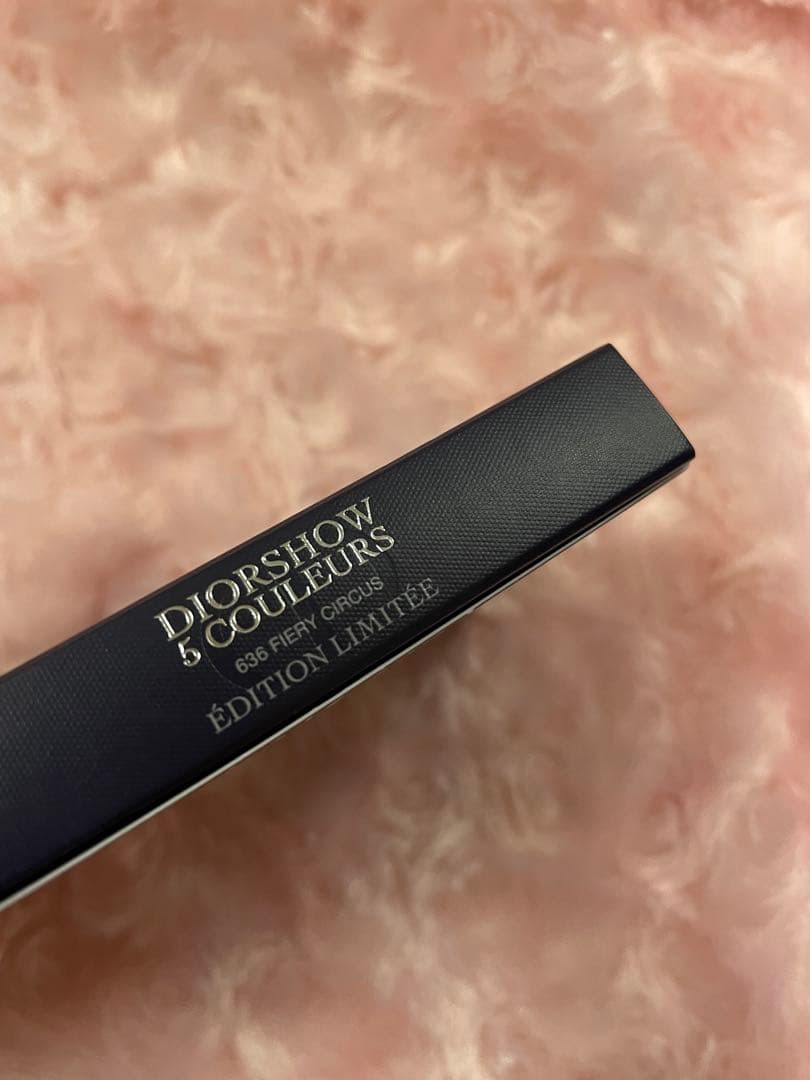 DIORSHOW
5 COULEURS
636 FIERY CIRCUS
ÉDITION LIMITÉE